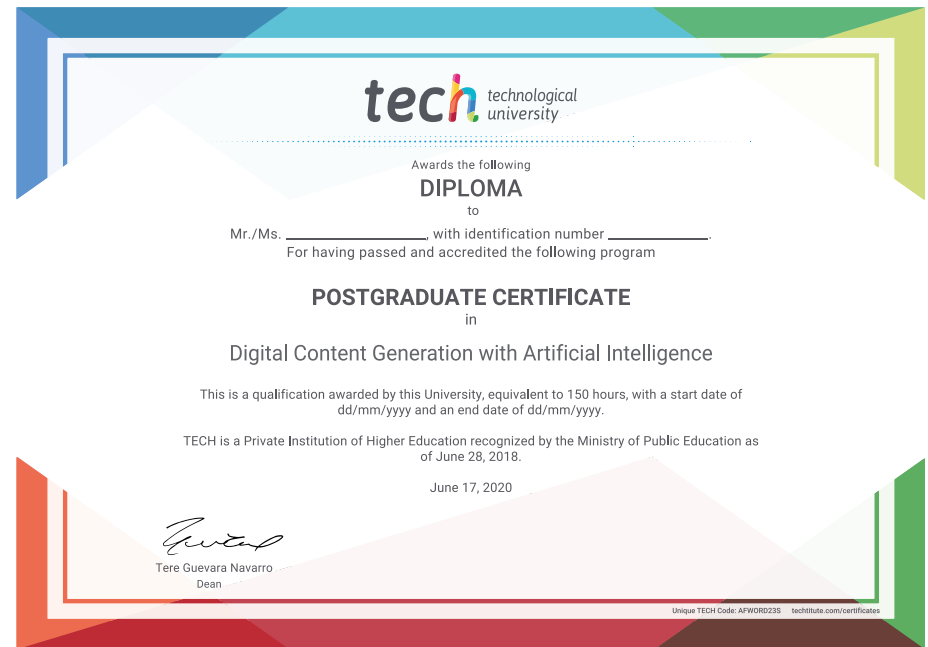 tech technological
university
Awards the following
DIPLOMA
to
Mr./Ms. ____________________, with identification number ______________.
For having passed and accredited the following program
POSTGRADUATE CERTIFICATE
in
Digital Content Generation with Artificial Intelligence
This is a qualification awarded by this University, equivalent to 150 hours, with a start date of
dd/mm/yyyy and an end date of dd/mm/yyyy.
TECH is a Private Institution of Higher Education recognized by the Ministry of Public Education as
of June 28, 2018.
June 17, 2020
Tere Guevara Navarro
Dean
Unique TECH Code: AFWORD23S techtitute.com/certificates